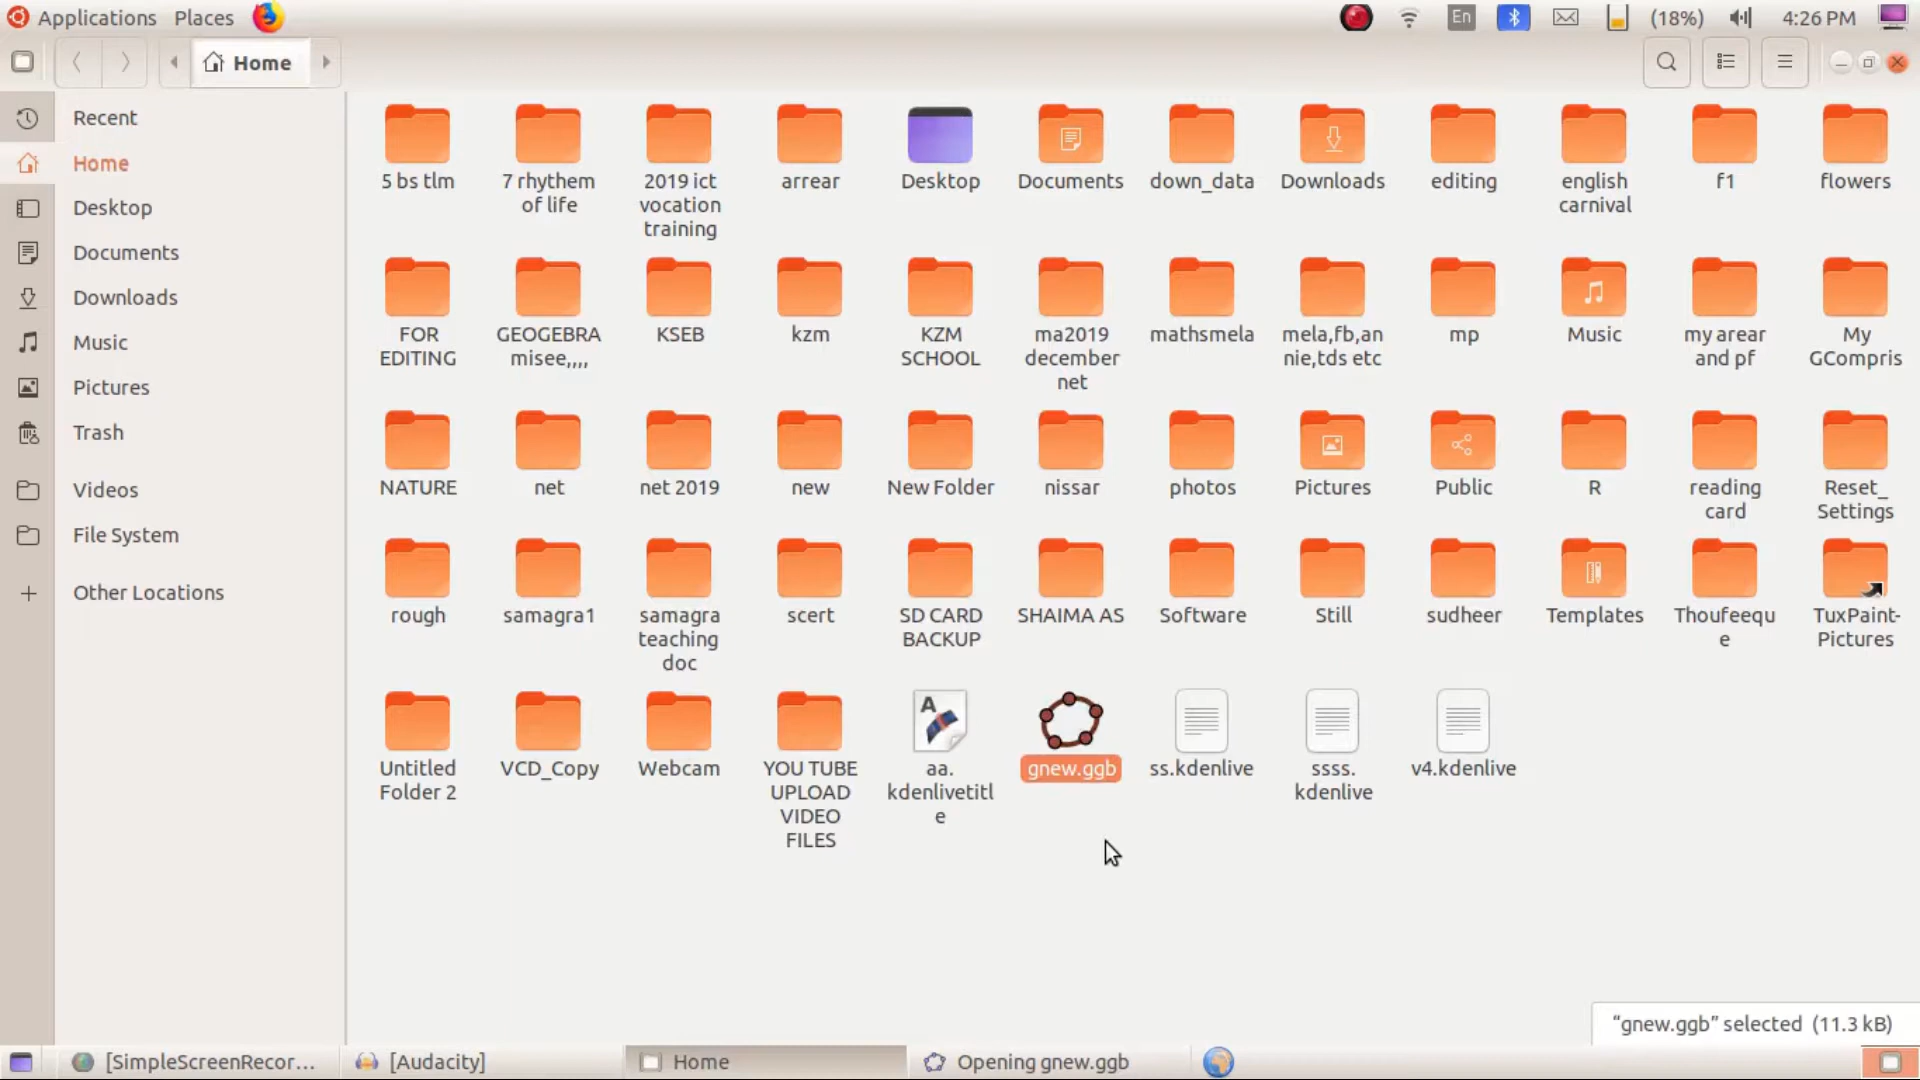 Applications Places En (18%) 4:26 PM
Home
Recent
Home
Desktop
Documents
Downloads
Music
Pictures
Trash
Videos
File System
Other Locations
5 bs tlm
7 rhythem
of life
2019 ict
vocation
training
arrear
Desktop
Documents
down_data
Downloads
editing
english
carnival
f1
flowers
FOR
EDITING
GEOGEBRA
misee,,,,
KSEB
kzm
KZM
SCHOOL
ma2019
december
net
mathsmela
mela,fb,an
nie,tds etc
mp
Music
my arear
and pf
My
GCompris
NATURE
net
net 2019
new
New Folder
nissar
photos
Pictures
Public
R
reading
card
Reset_
Settings
rough
samagra1
samagra
teaching
doc
scert
SD CARD
BACKUP
SHAIMA AS
Software
Still
sudheer
Templates
Thoufeequ
e
TuxPaint-
Pictures
Untitled
Folder 2
VCD_Copy
Webcam
YOU TUBE
UPLOAD
VIDEO
FILES
A
aa.
kdenlivetitl
e
gnew.ggb
ss.kdenlive
ssss.
kdenlive
v4.kdenlive
“gnew.ggb” selected (11.3 kB)
[SimpleScreenRecor... [Audacity] Home Opening gnew.ggb